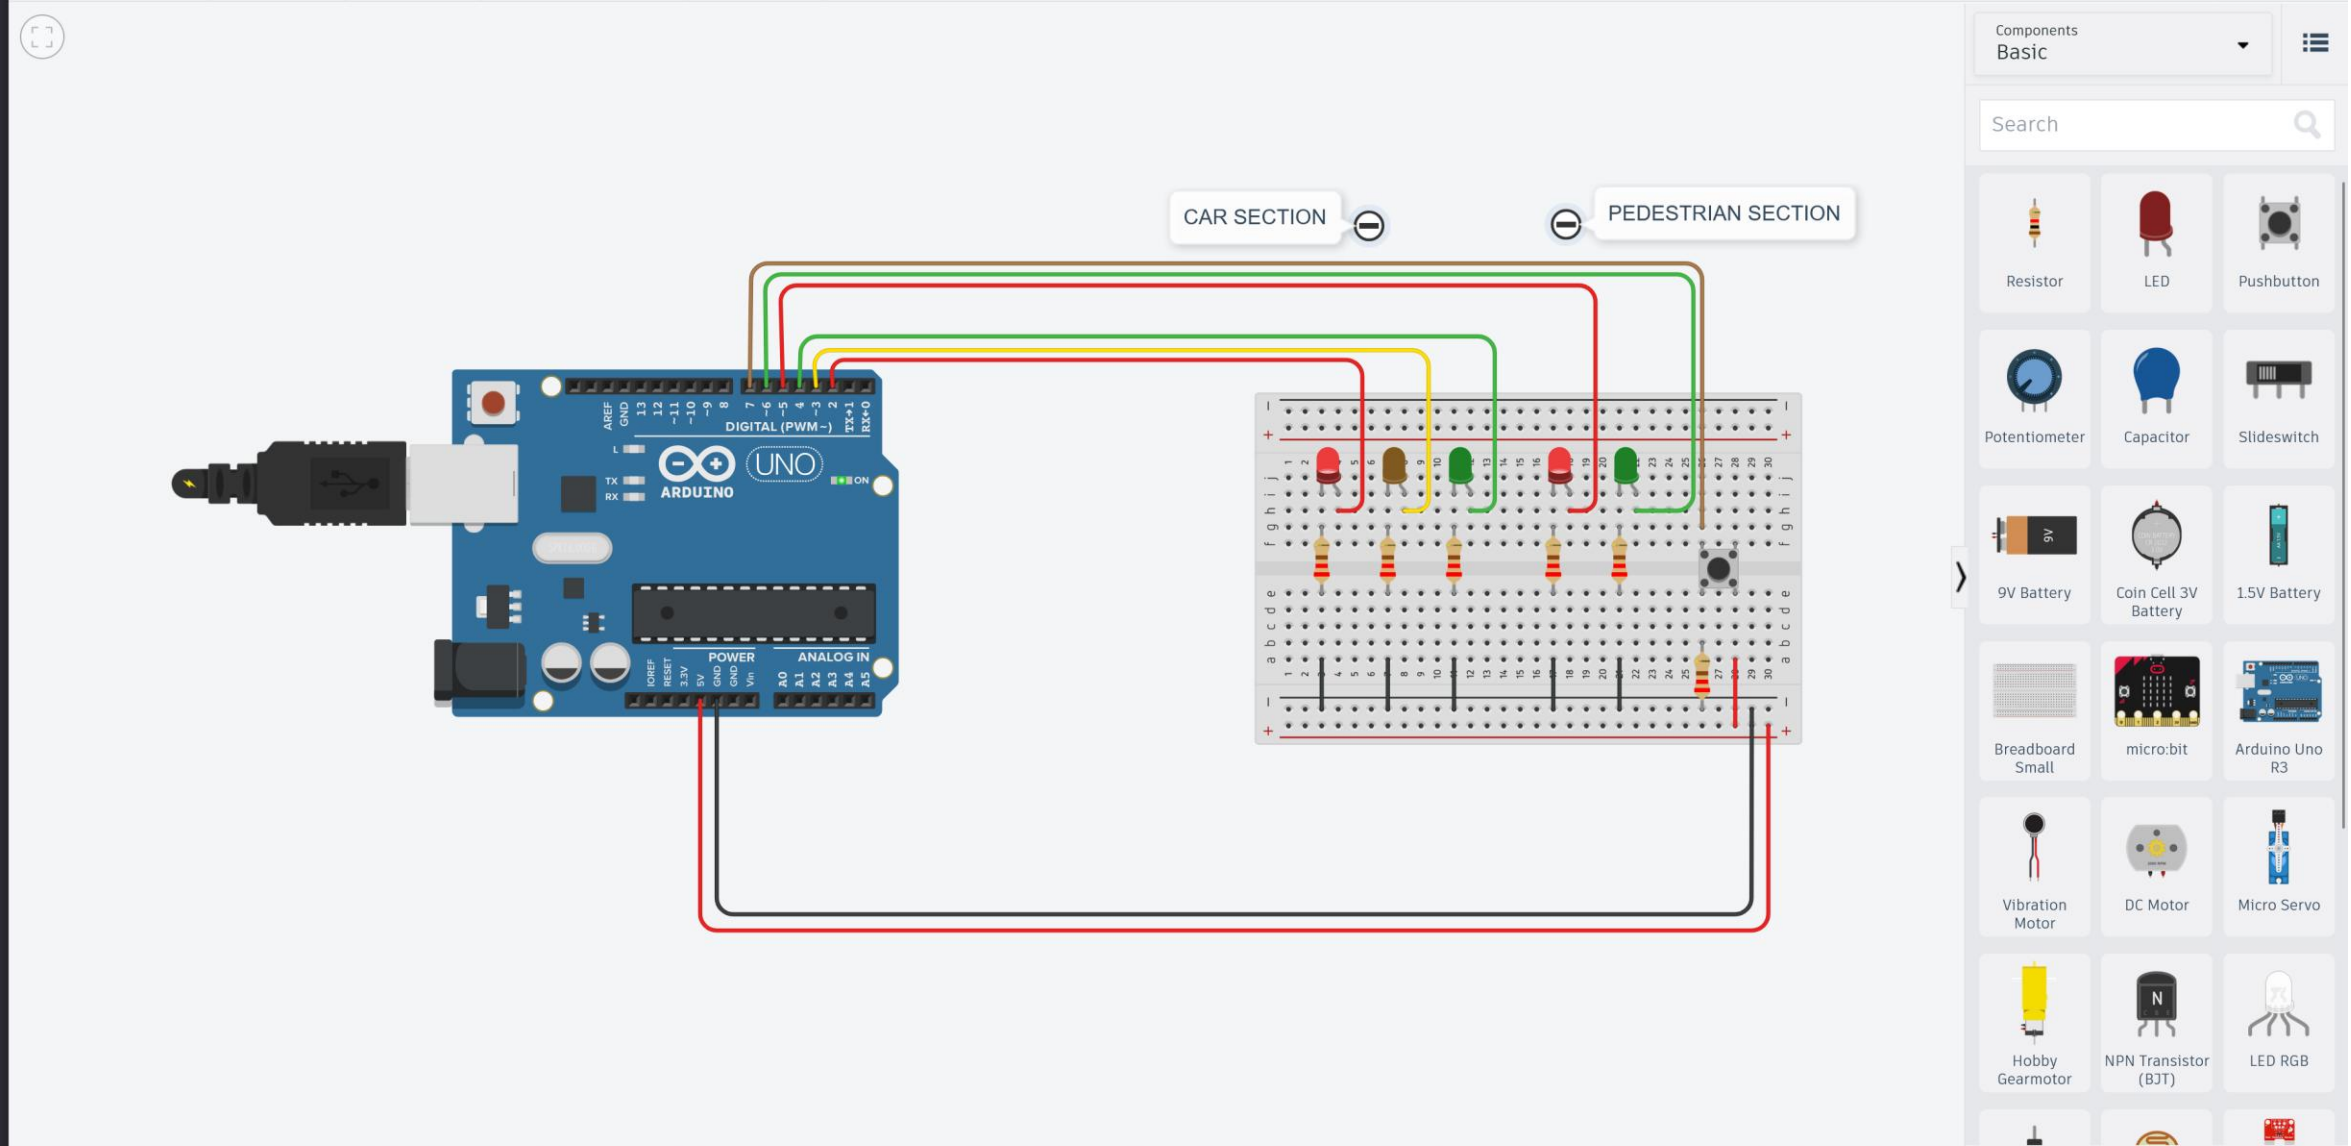 Components
Basic
Search
CAR SECTION
PEDESTRIAN SECTION
Resistor
LED
Pushbutton
Potentiometer
Capacitor
Slideswitch
9V
9V Battery
Coin Cell 3V
Battery
1.5V Battery
Breadboard
Small
micro:bit
Arduino Uno
R3
Vibration
Motor
DC Motor
Micro Servo
N
Hobby
Gearmotor
NPN Transistor
(BJT)
LED RGB
AREF
GND
13
12
~11
~10
~9
8
7
~6
~5
4
~3
2
TX→1
RX←0
DIGITAL (PWM~)
L
TX
RX
ARDUINO
UNO
ON
POWER
ANALOG IN
IOREF
RESET
3.3V
5V
GND
GND
Vin
A0
A1
A2
A3
A4
A5